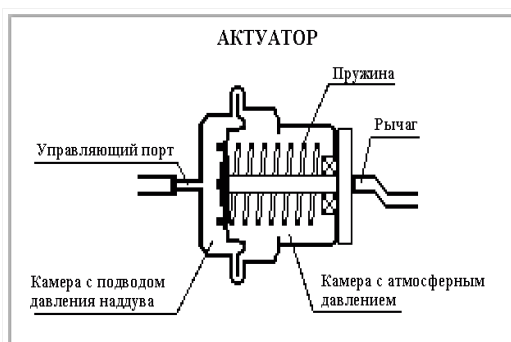 АКТУАТОР
Пружина
Рычаг
Управляющий порт
Камера с подводом
давления наддува
Камера с атмосферным
давлением